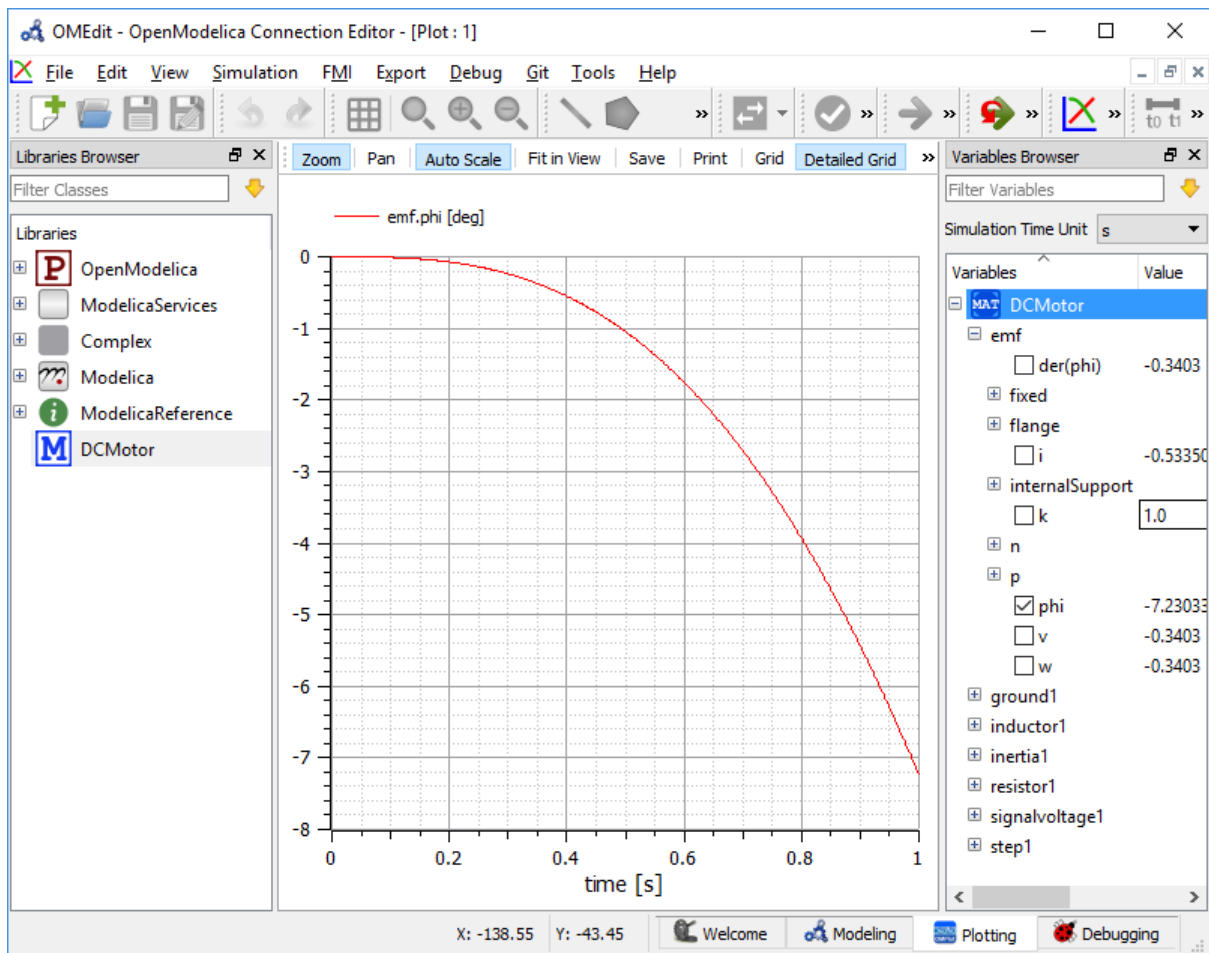 OMEdit - OpenModelica Connection Editor - [Plot : 1]
File Edit View Simulation FMI Export Debug Git Tools Help
» » » » » t0 t1 »
Libraries Browser
Filter Classes
Libraries
P OpenModelica
ModelicaServices
Complex
m Modelica
i ModelicaReference
M DCMotor
Zoom Pan Auto Scale Fit in View Save Print Grid Detailed Grid »
emf.phi [deg]
0
-1
-2
-3
-4
-5
-6
-7
-8
0 0.2 0.4 0.6 0.8 1
time [s]
Variables Browser
Filter Variables
Simulation Time Unit s
Variables Value
MAT DCMotor
emf
der(phi) -0.3403
fixed
flange
i -0.53350
internalSupport
k 1.0
n
p
phi -7.23033
v -0.3403
w -0.3403
ground1
inductor1
inertia1
resistor1
signalvoltage1
step1
X: -138.55 Y: -43.45 Welcome Modeling Plotting Debugging